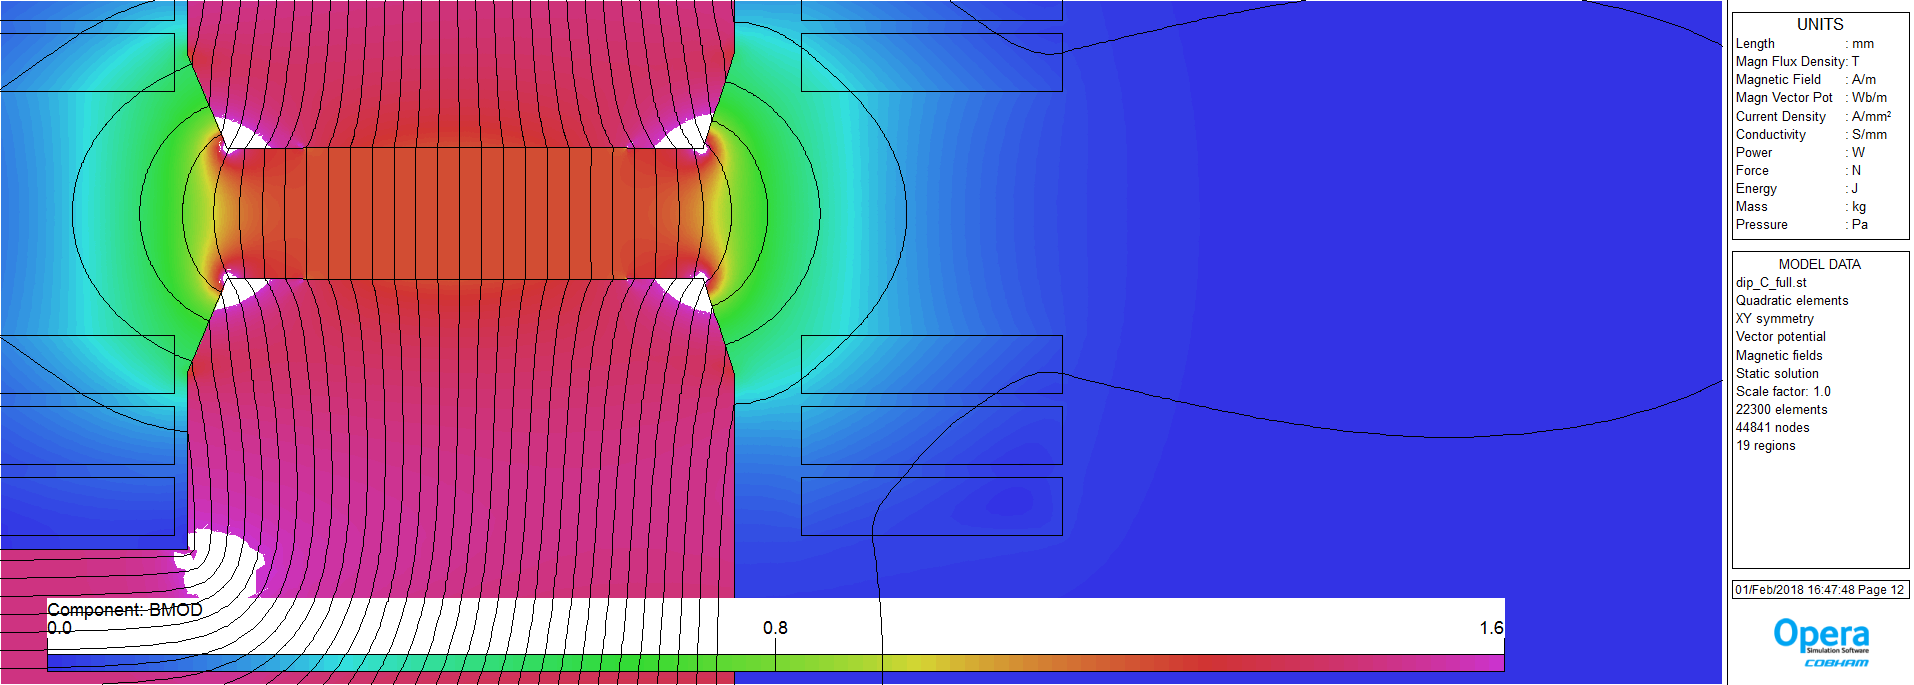 UNITS
Length : mm
Magn Flux Density: T
Magnetic Field : A/m
Magn Vector Pot : Wb/m
Current Density : A/mm²
Conductivity : S/mm
Power : W
Force : N
Energy : J
Mass : kg
Pressure : Pa
MODEL DATA
dip_C_full.st
Quadratic elements
XY symmetry
Vector potential
Magnetic fields
Static solution
Scale factor: 1.0
22300 elements
44841 nodes
19 regions
Component: BMOD
0.0 0.8 1.6
01/Feb/2018 16:47:48 Page 12
Opera
Simulation Software
COBHAM